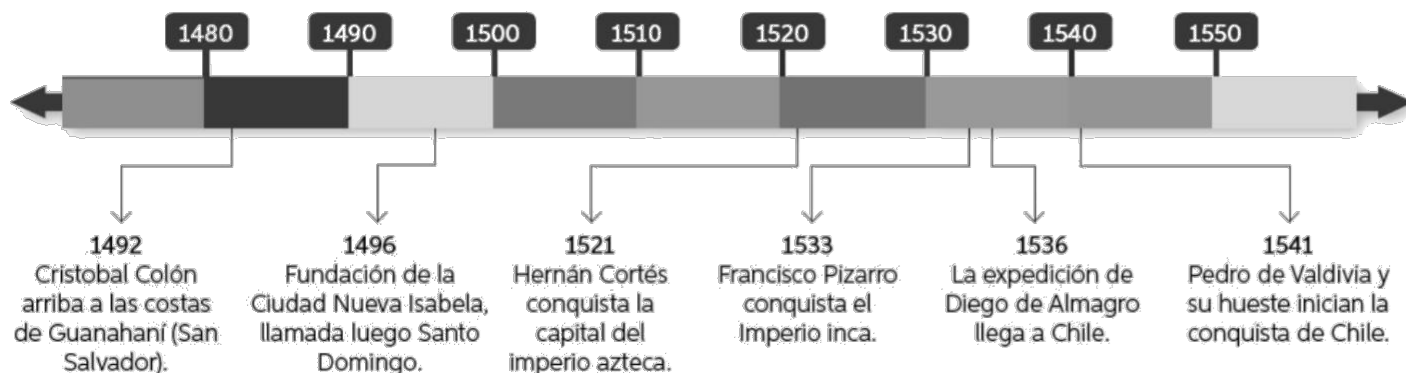 1480 1490 1500 1510 1520 1530 1540 1550
1492
Cristobal Colón
arriba a las costas
de Guanahaní (San
Salvador).
1496
Fundación de la
Ciudad Nueva Isabela,
llamada luego Santo
Domingo.
1521
Hernán Cortés
conquista la
capital del
imperio azteca.
1533
Francisco Pizarro
conquista el
Imperio inca.
1536
La expedición de
Diego de Almagro
llega a Chile.
1541
Pedro de Valdivia y
su hueste inician la
conquista de Chile.